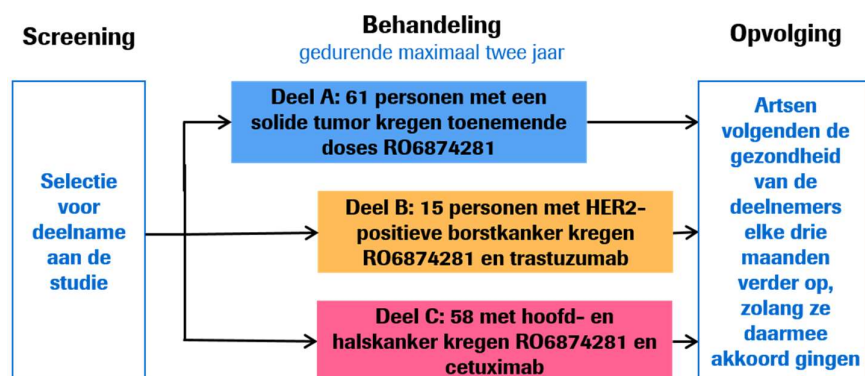 Screening
Behandeling
gedurende maximaal twee jaar
Opvolging
Selectie
voor
deelname
aan de
studie
Deel A: 61 personen met een
solide tumor kregen toenemende
doses RO6874281
Deel B: 15 personen met HER2-
positieve borstkanker kregen
RO6874281 en trastuzumab
Deel C: 58 met hoofd- en
halskanker kregen RO6874281 en
cetuximab
Artsen
volgenden de
gezondheid
van de
deelnemers
elke drie
maanden
verder op,
zolang ze
daarmee
akkoord gingen